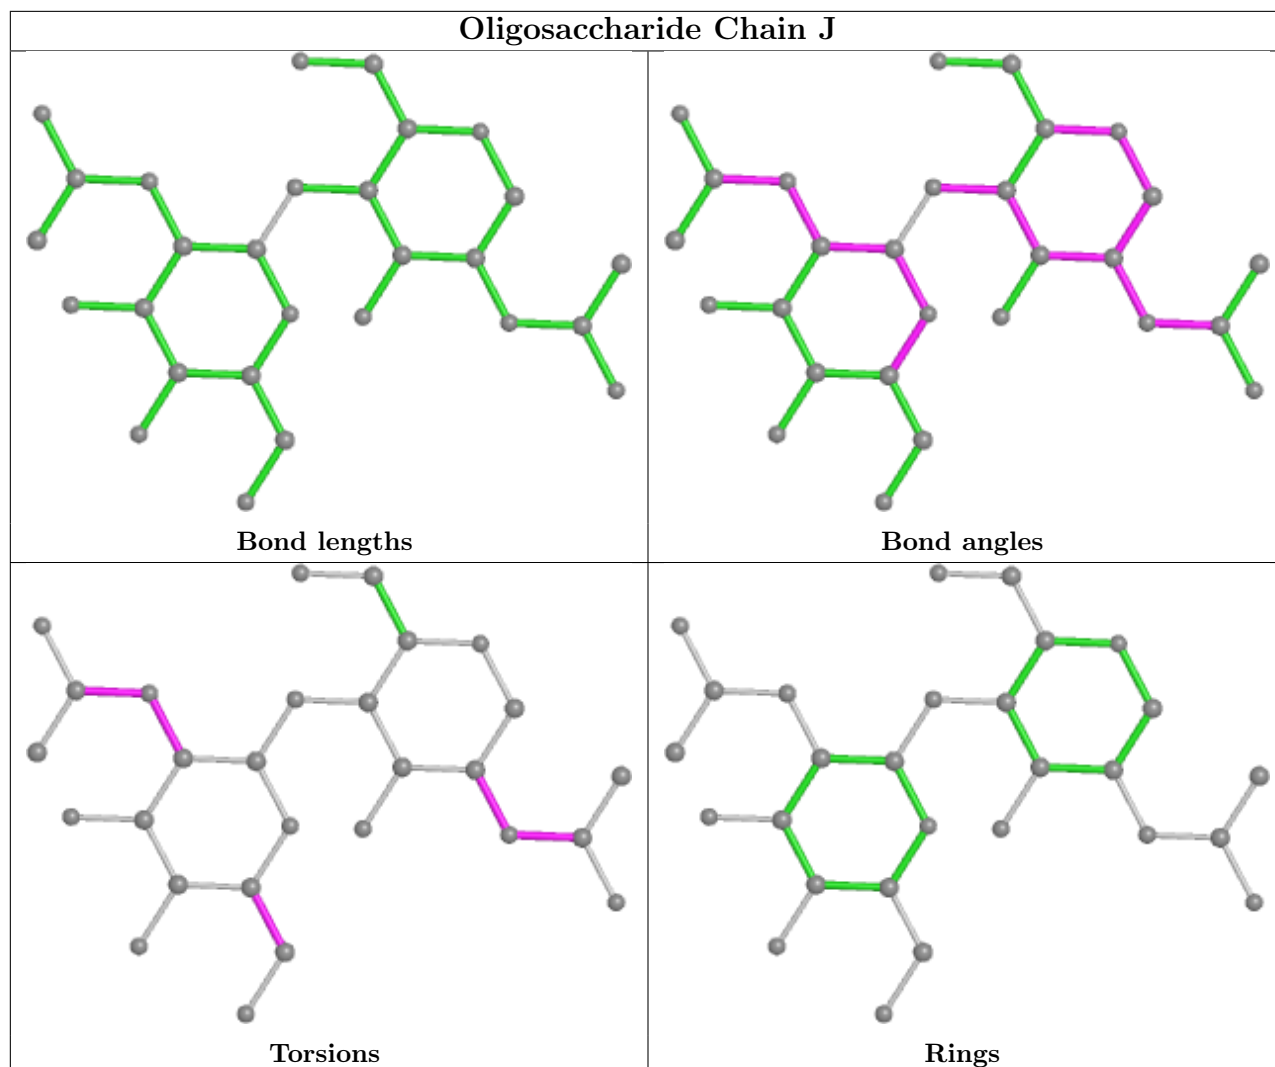 Oligosaccharide Chain J
Bond lengths
Bond angles
Torsions
Rings